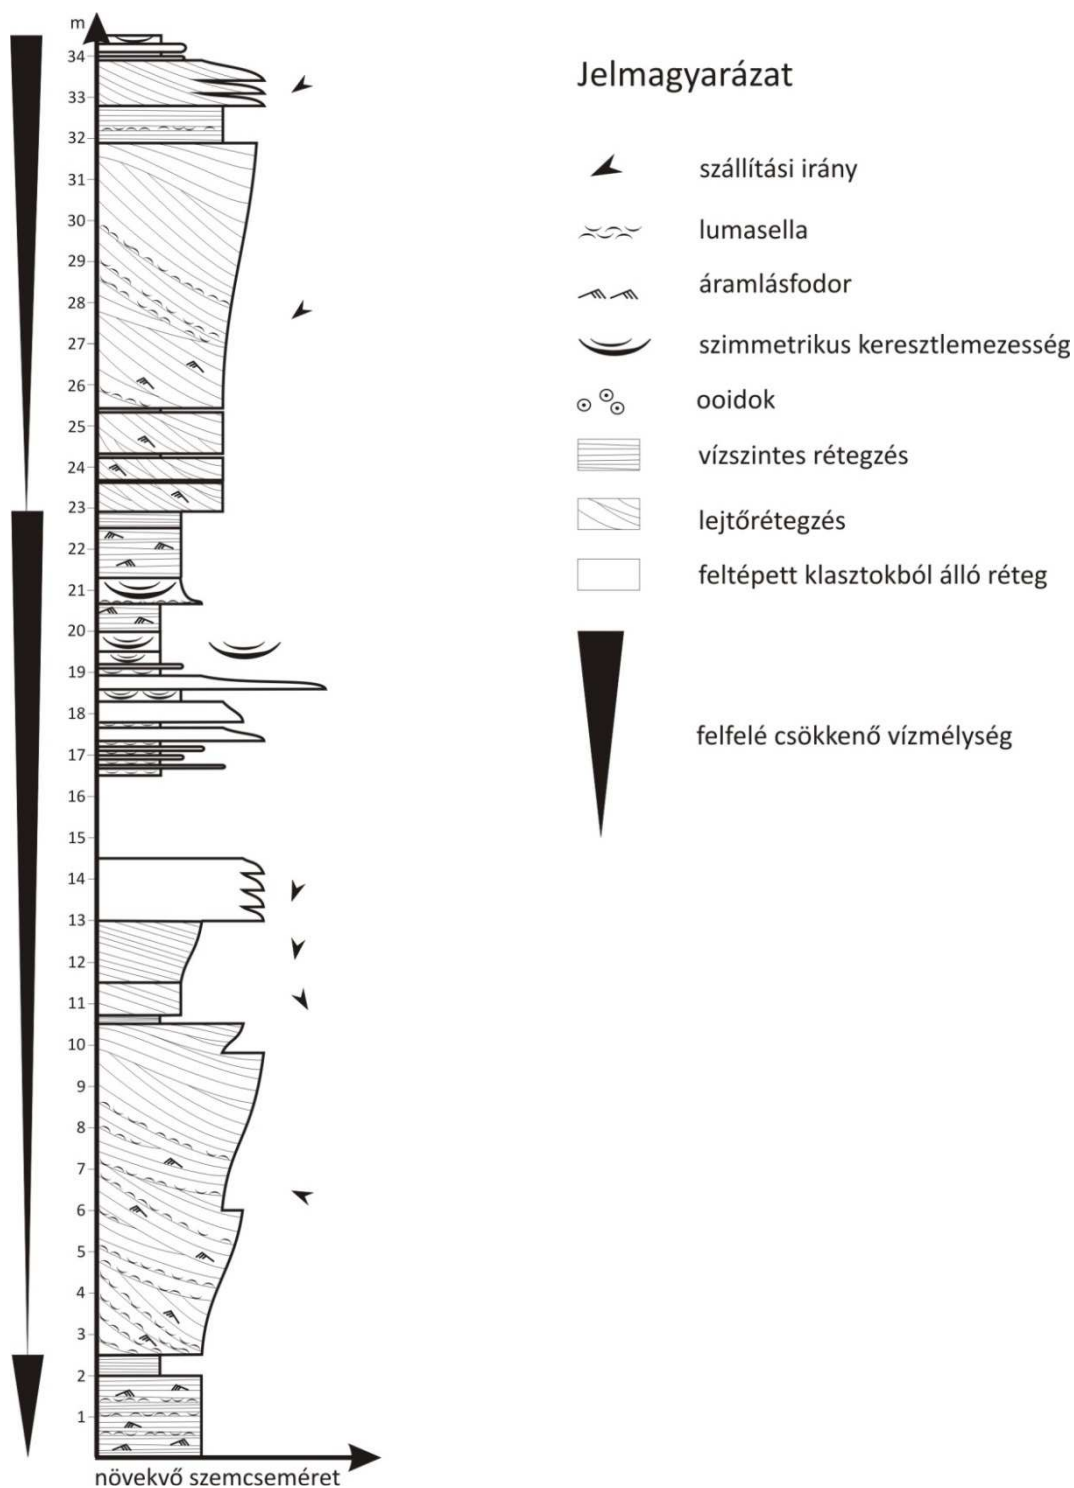 m
34
33
32
31
30
29
28
27
26
25
24
23
22
21
20
19
18
17
16
15
14
13
12
11
10
9
8
7
6
5
4
3
2
1
növekvő szemcseméret
Jelmagyarázat
szállítási irány
lumasella
áramlásfodor
szimmetrikus keresztlemezesség
ooidok
vízszintes rétegzés
lejtőrétegzés
feltépett klasztokból álló réteg
felfelé csökkenő vízmélység